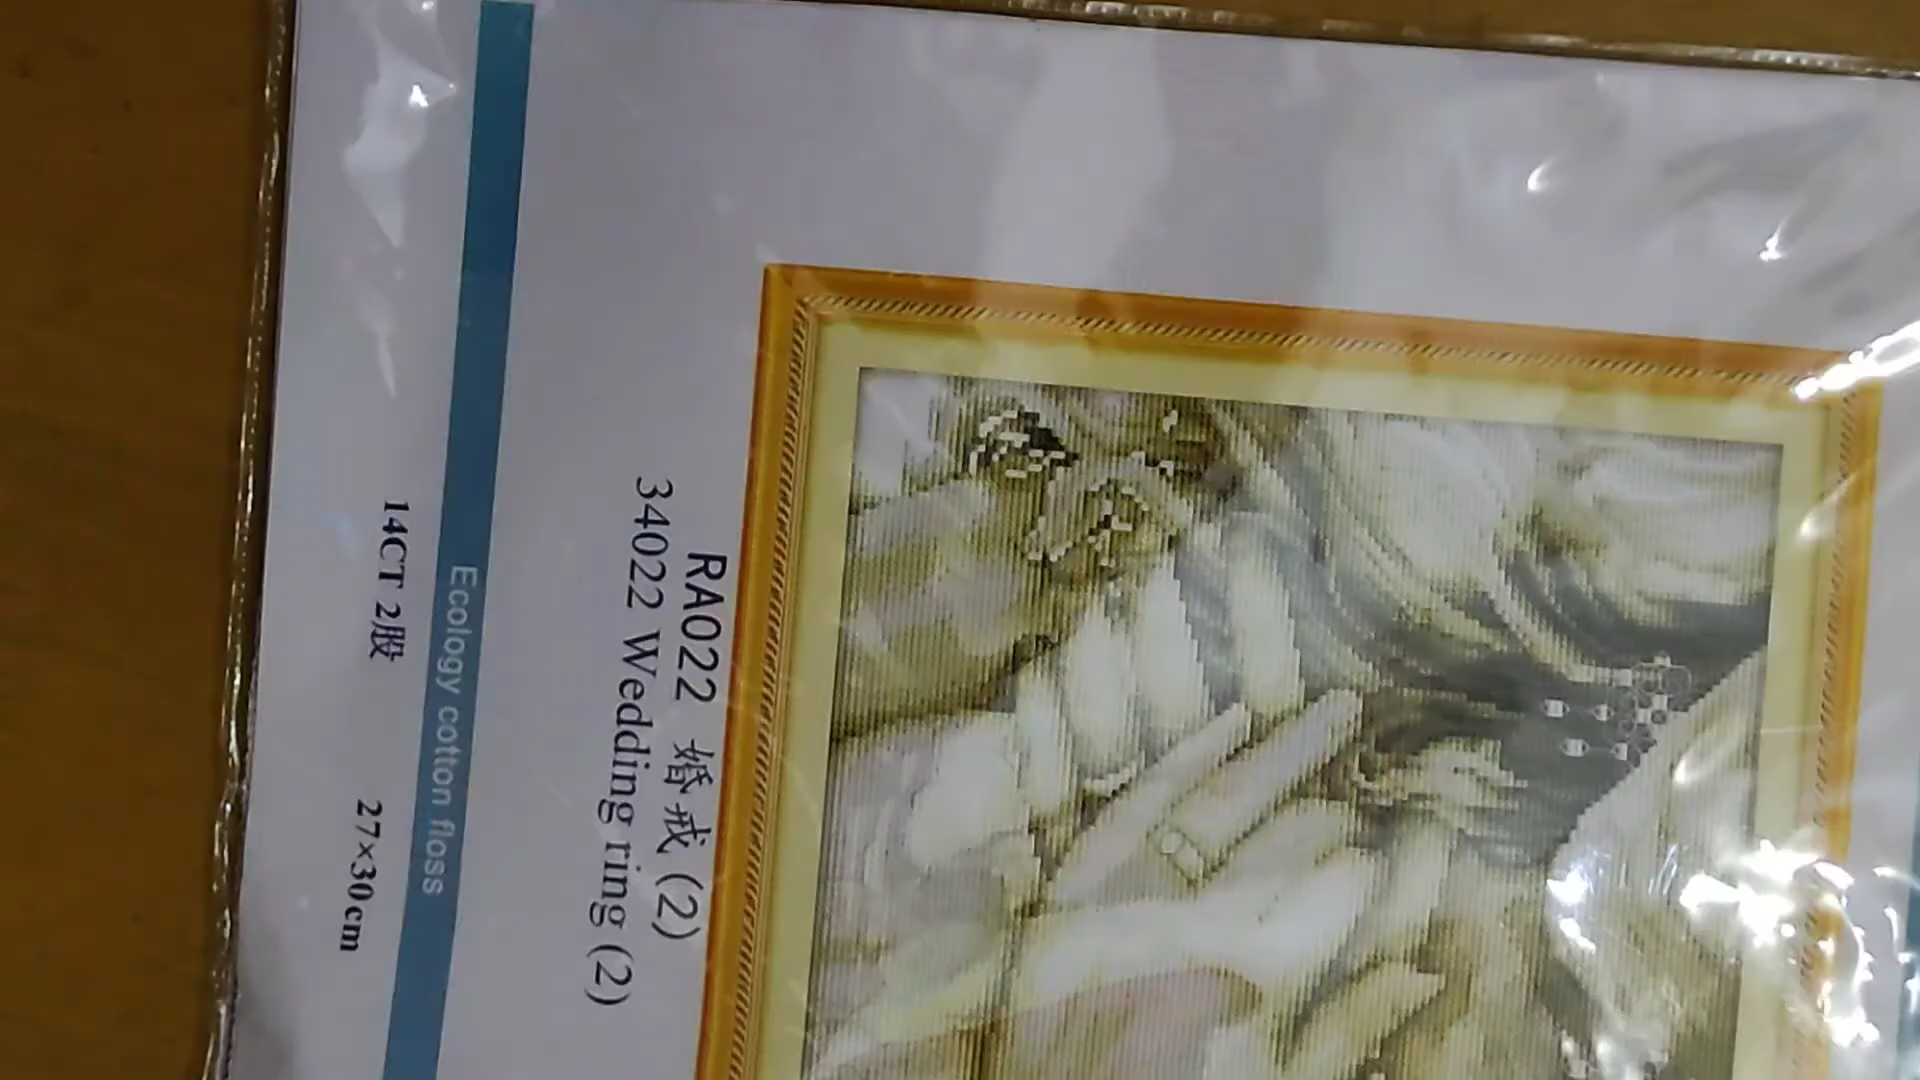 RA022 婚戒 (2)
34022 Wedding ring (2)
Ecology cotton floss
14CT 2股 27×30cm